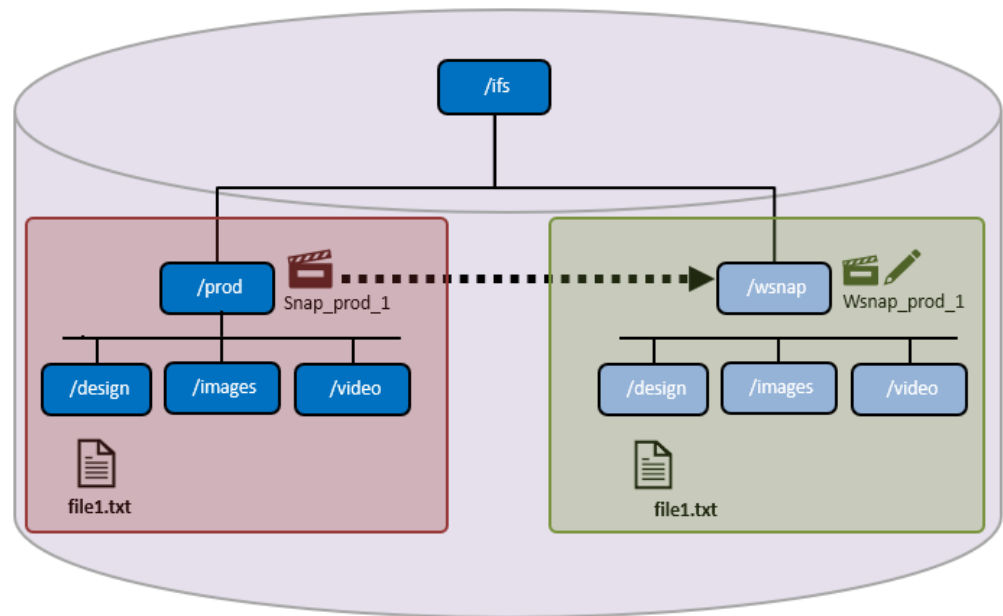 /ifs
/prod
Snap_prod_1
/wsnap
Wsnap_prod_1
/design
/images
/video
/design
/images
/video
file1.txt
file1.txt